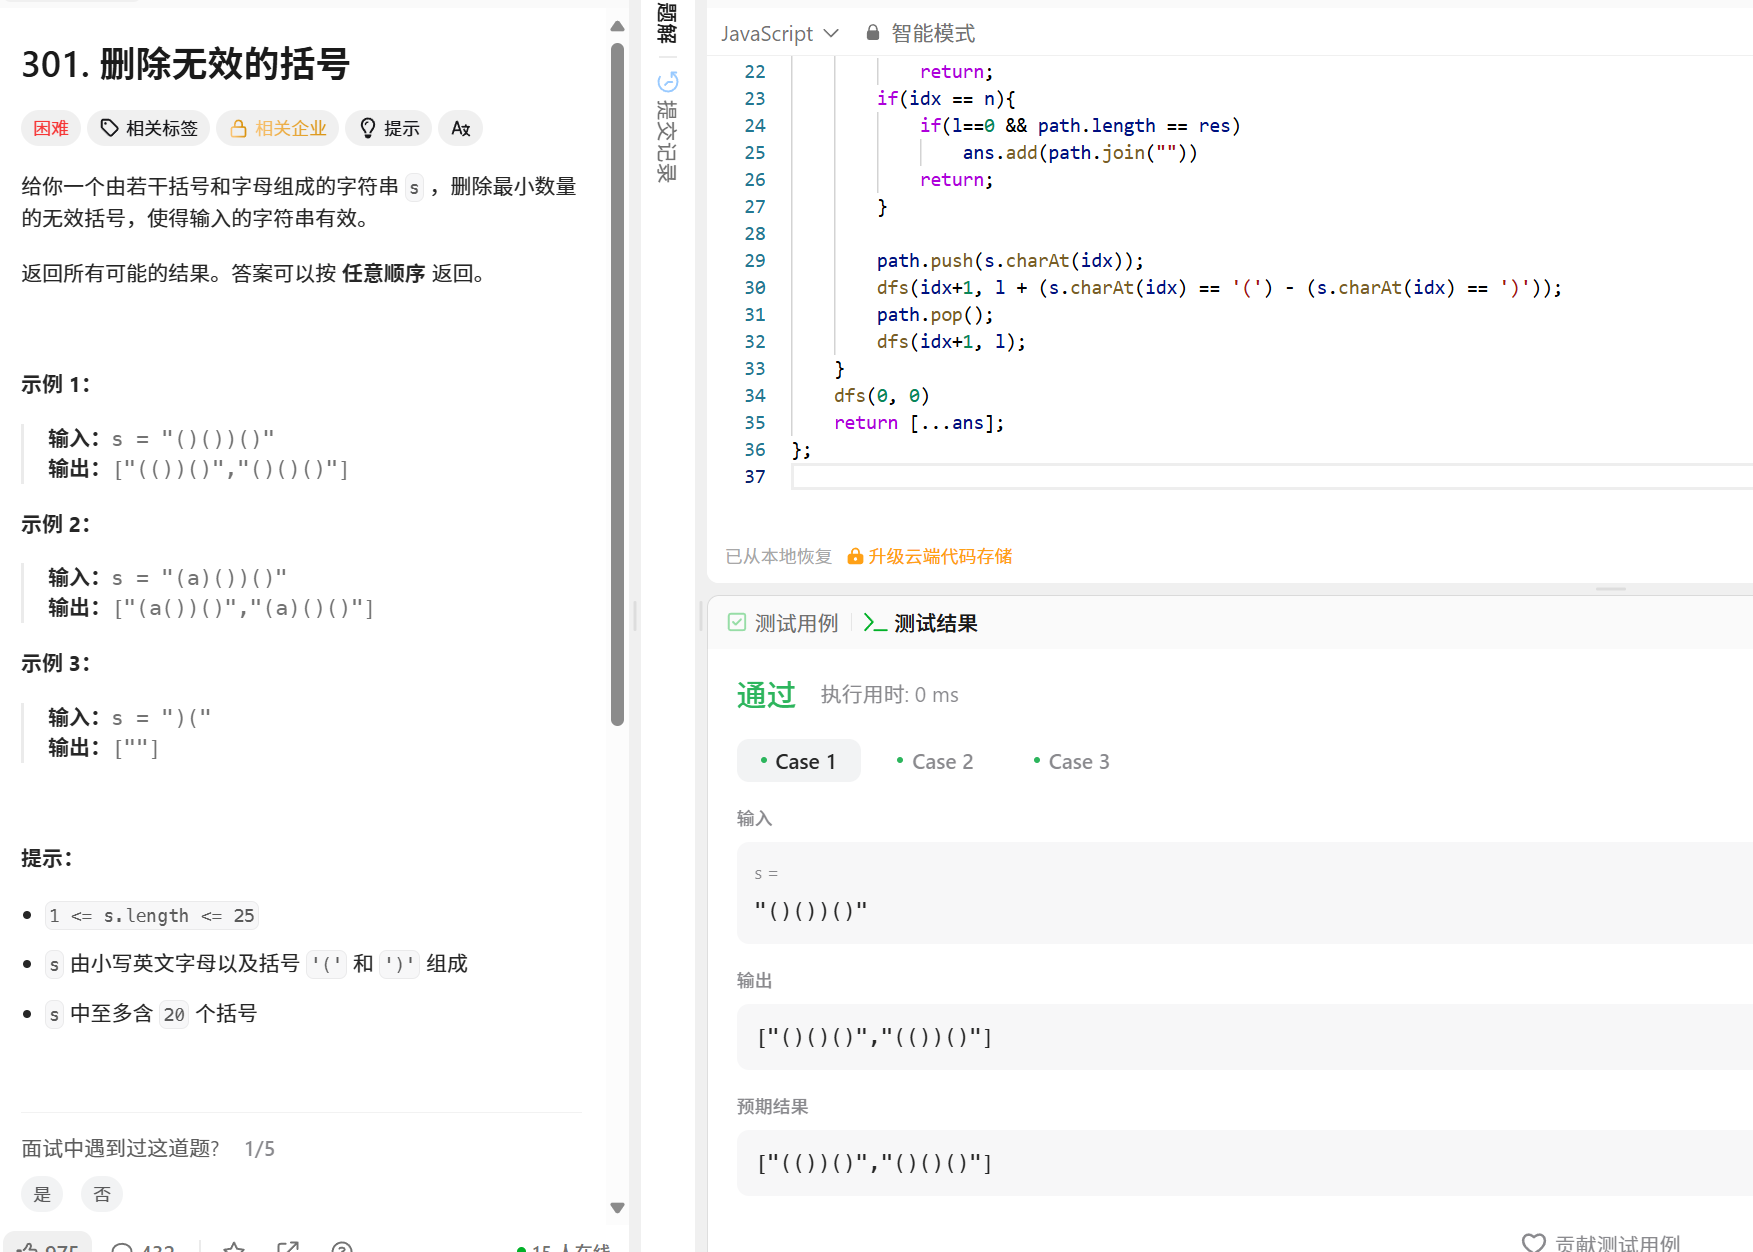 301. 删除无效的括号
困难
相关标签
相关企业
提示
给你一个由若干括号和字母组成的字符串 s ，删除最小数量
的无效括号，使得输入的字符串有效。
返回所有可能的结果。答案可以按 任意顺序 返回。
示例 1：
输入：s = "()())()"
输出：["(())()","()()()"]
示例 2：
输入：s = "(a)())()"
输出：["(a())()","(a)()()"]
示例 3：
输入：s = ")("
输出：[""]
提示：
1 <= s.length <= 25
s 由小写英文字母以及括号 '(' 和 ')' 组成
s 中至多含 20 个括号
面试中遇到过这道题? 1/5
是
否
975
432
15 人在线
题解
提交记录
JavaScript
智能模式
22 return;
23 if(idx == n){
24 if(l==0 && path.length == res)
25 ans.add(path.join(""))
26 return;
27 }
28
29 path.push(s.charAt(idx));
30 dfs(idx+1, l + (s.charAt(idx) == '(') - (s.charAt(idx) == ')'));
31 path.pop();
32 dfs(idx+1, l);
33 }
34 dfs(0, 0)
35 return [...ans];
36 };
37
已从本地恢复
升级云端代码存储
测试用例
测试结果
通过
执行用时: 0 ms
Case 1
Case 2
Case 3
输入
s =
"()())()"
输出
["()()()","(())()"]
预期结果
["(())()","()()()"]
贡献测试用例